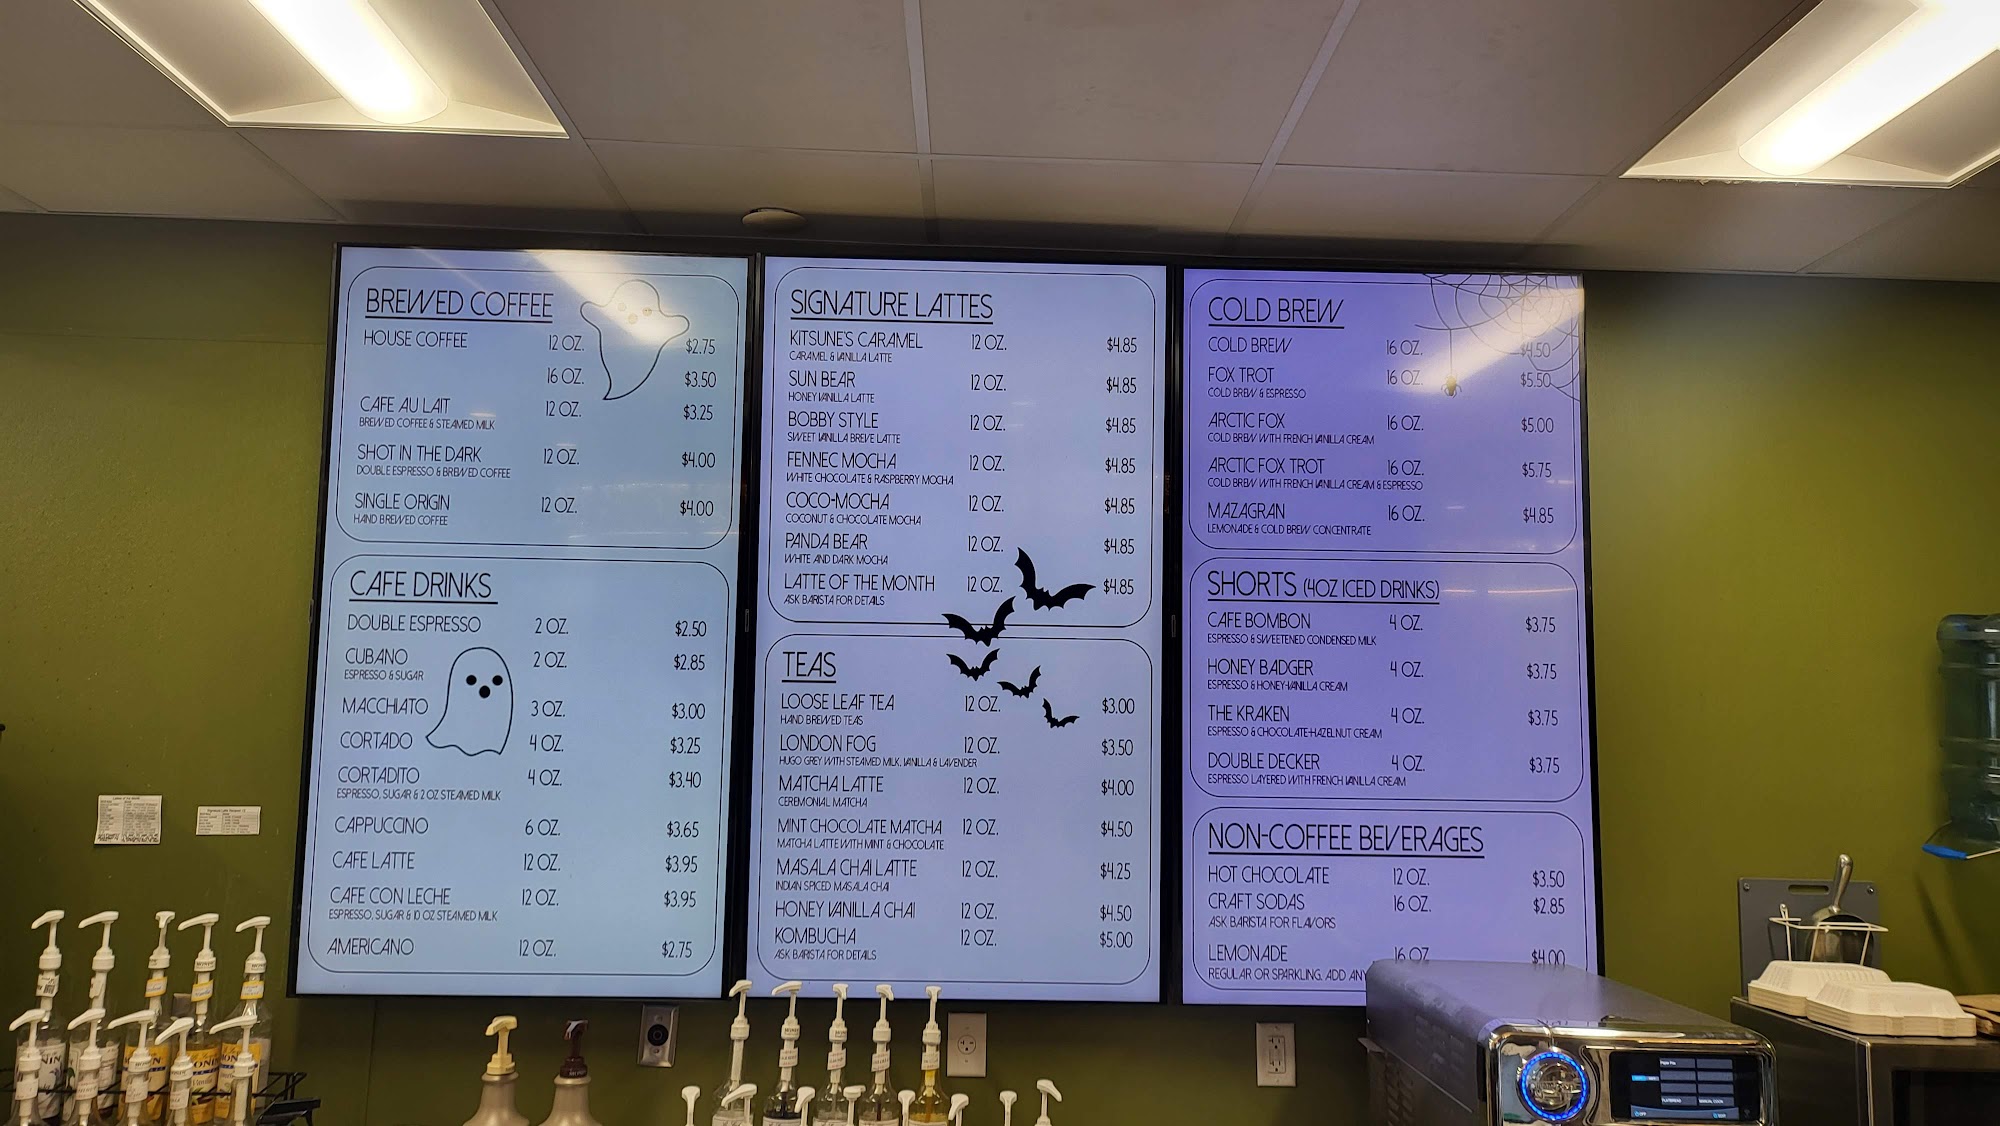 BREWED COFFEE
HOUSE COFFEE 12 OZ. $2.75
16 OZ. $3.50
CAFE AU LAIT 12 OZ. $3.25
BREWED COFFEE & STEAMED MILK
SHOT IN THE DARK 12 OZ. $4.00
DOUBLE ESPRESSO & BREWED COFFEE
SINGLE ORIGIN 12 OZ. $4.00
HAND BREWED COFFEE
CAFE DRINKS
DOUBLE ESPRESSO 2 OZ. $2.50
CUBANO 2 OZ. $2.85
ESPRESSO & SUGAR
MACCHIATO 3 OZ. $3.00
CORTADO 4 OZ. $3.25
CORTADITO 4 OZ. $3.40
ESPRESSO, SUGAR & 2 OZ STEAMED MILK
CAPPUCCINO 6 OZ. $3.65
CAFE LATTE 12 OZ. $3.95
CAFE CON LECHE 12 OZ. $3.95
ESPRESSO, SUGAR & 10 OZ STEAMED MILK
AMERICANO 12 OZ. $2.75
SIGNATURE LATTES
KITSUNE'S CARAMEL 12 OZ. $4.85
CARAMEL & VANILLA LATTE
SUN BEAR 12 OZ. $4.85
HONEY VANILLA LATTE
BOBBY STYLE 12 OZ. $4.85
SWEET VANILLA BREVE LATTE
FENNEC MOCHA 12 OZ. $4.85
WHITE CHOCOLATE & RASPBERRY MOCHA
COCO-MOCHA 12 OZ. $4.85
COCONUT & CHOCOLATE MOCHA
PANDA BEAR 12 OZ. $4.85
WHITE AND DARK MOCHA
LATTE OF THE MONTH 12 OZ. $4.85
ASK BARISTA FOR DETAILS
TEAS
LOOSE LEAF TEA 12 OZ. $3.00
HAND BREWED TEAS
LONDON FOG 12 OZ. $3.50
HUGO GREY WITH STEAMED MILK, VANILLA & LAVENDER
MATCHA LATTE 12 OZ. $4.00
CEREMONIAL MATCHA
MINT CHOCOLATE MATCHA 12 OZ. $4.50
MATCHA LATTE WITH MINT & CHOCOLATE
MASALA CHAI LATTE 12 OZ. $4.25
INDIAN SPICED MASALA CHAI
HONEY VANILLA CHAI 12 OZ. $4.50
KOMBUCHA 12 OZ. $5.00
ASK BARISTA FOR DETAILS
COLD BREW
COLD BREW 16 OZ. $4.50
FOX TROT 16 OZ. $5.50
COLD BREW & ESPRESSO
ARCTIC FOX 16 OZ. $5.00
COLD BREW WITH FRENCH VANILLA CREAM
ARCTIC FOX TROT 16 OZ. $5.75
COLD BREW WITH FRENCH VANILLA CREAM & ESPRESSO
MAZAGRAN 16 OZ. $4.85
LEMONADE & COLD BREW CONCENTRATE
SHORTS (4OZ ICED DRINKS)
CAFE BOMBON 4 OZ. $3.75
ESPRESSO & SWEETENED CONDENSED MILK
HONEY BADGER 4 OZ. $3.75
ESPRESSO & HONEY-VANILLA CREAM
THE KRAKEN 4 OZ. $3.75
ESPRESSO & CHOCOLATE-HAZELNUT CREAM
DOUBLE DECKER 4 OZ. $3.75
ESPRESSO LAYERED WITH FRENCH VANILLA CREAM
NON-COFFEE BEVERAGES
HOT CHOCOLATE 12 OZ. $3.50
CRAFT SODAS 16 OZ. $2.85
ASK BARISTA FOR FLAVORS
LEMONADE 16 OZ $4.00
REGULAR OR SPARKLING, ADD ANY